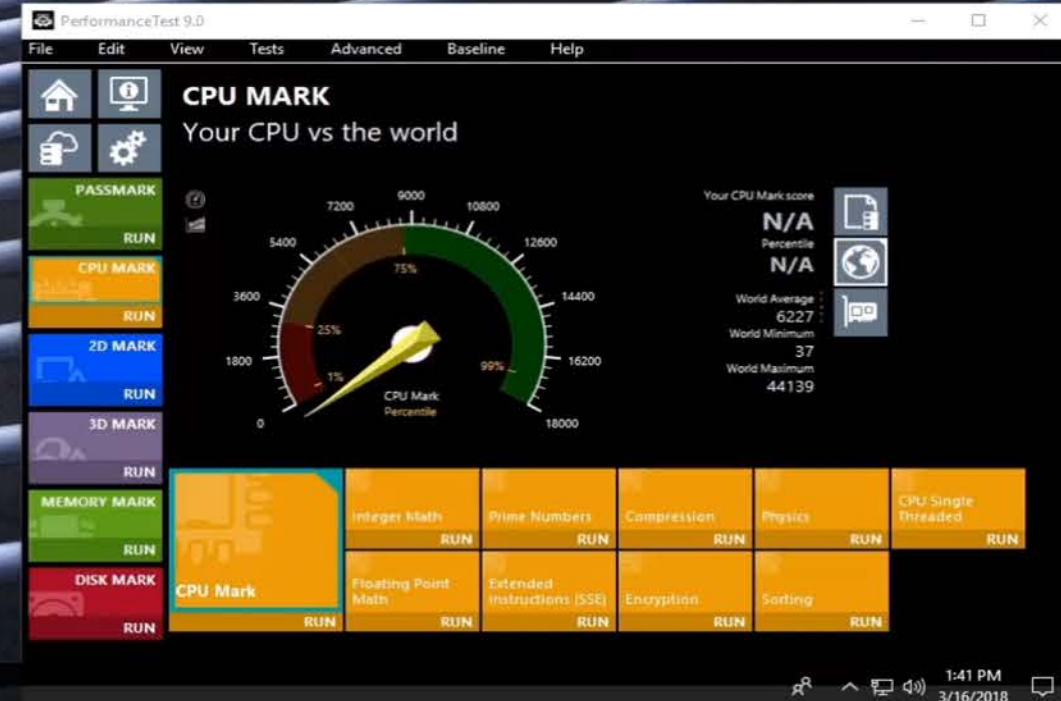 PerformanceTest 9.0
File Edit View Tests Advanced Baseline Help
CPU MARK
Your CPU vs the world
PASSMARK
RUN
CPU MARK
RUN
2D MARK
RUN
3D MARK
RUN
MEMORY MARK
RUN
DISK MARK
RUN
0
1800
3600
5400
7200
9000
10800
12600
14400
16200
18000
1%
25%
75%
99%
CPU Mark
Percentile
Your CPU Mark score
N/A
Percentile
N/A
World Average
6227
World Minimum
37
World Maximum
44139
CPU Mark
RUN
Integer Math
RUN
Prime Numbers
RUN
Compression
RUN
Physics
RUN
CPU Single
Threaded
RUN
Floating Point
Math
RUN
Extended
Instructions (SSE)
RUN
Encryption
RUN
Sorting
RUN
1:41 PM
3/16/2018